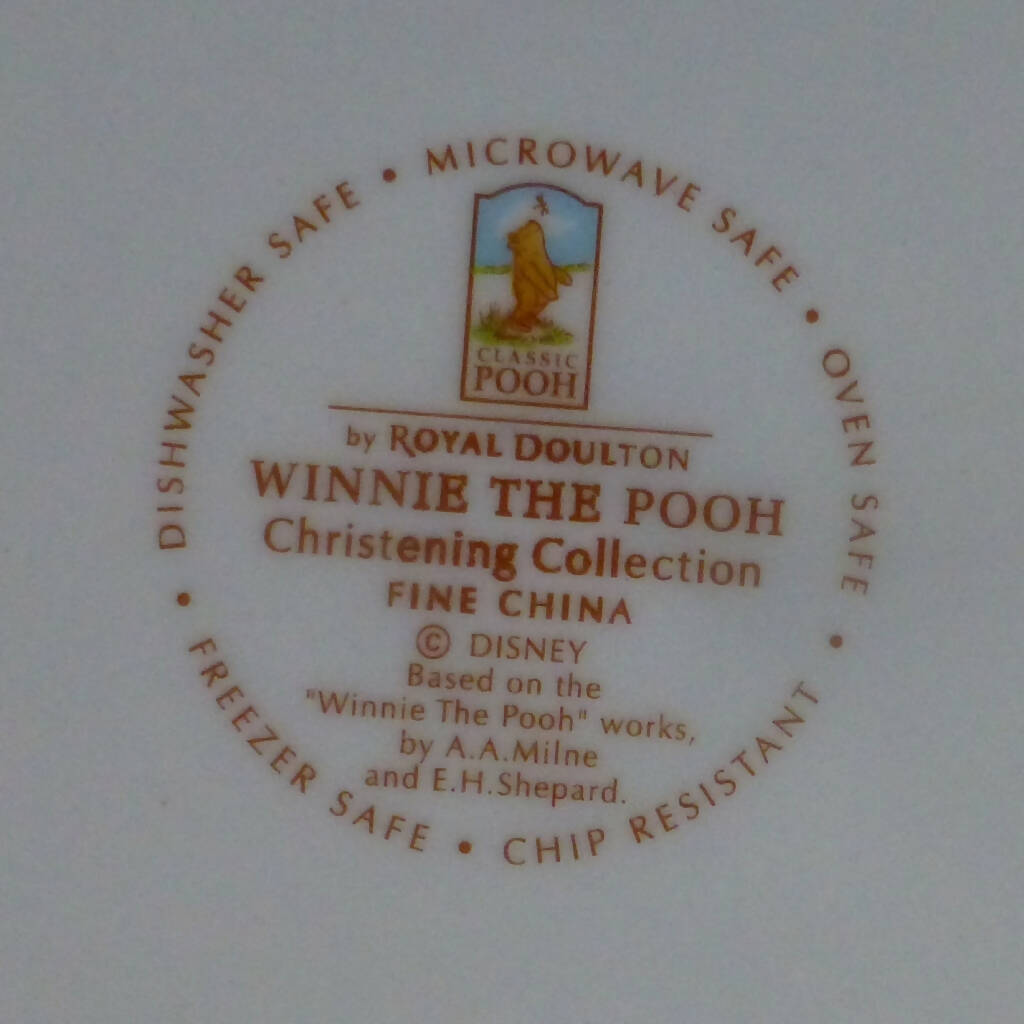 DISHWASHER SAFE • MICROWAVE SAFE • OVEN SAFE • CHIP RESISTANT • FREEZER SAFE •
CLASSIC
POOH
by ROYAL DOULTON
WINNIE THE POOH
Christening Collection
FINE CHINA
© DISNEY
Based on the
"Winnie The Pooh" works,
by A.A.Milne
and E.H.Shepard.